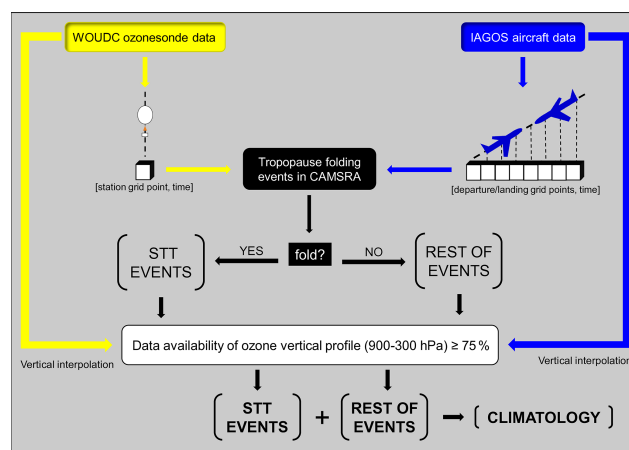 WOUDC ozonesonde data
IAGOS aircraft data
[station grid point, time]
Tropopause folding
events in CAMSRA
[departure/landing grid points, time]
STT
EVENTS
YES
fold?
NO
REST OF
EVENTS
Data availability of ozone vertical profile (900-300 hPa) ≥ 75 %
Vertical interpolation
Vertical interpolation
STT
EVENTS
+
REST OF
EVENTS
CLIMATOLOGY